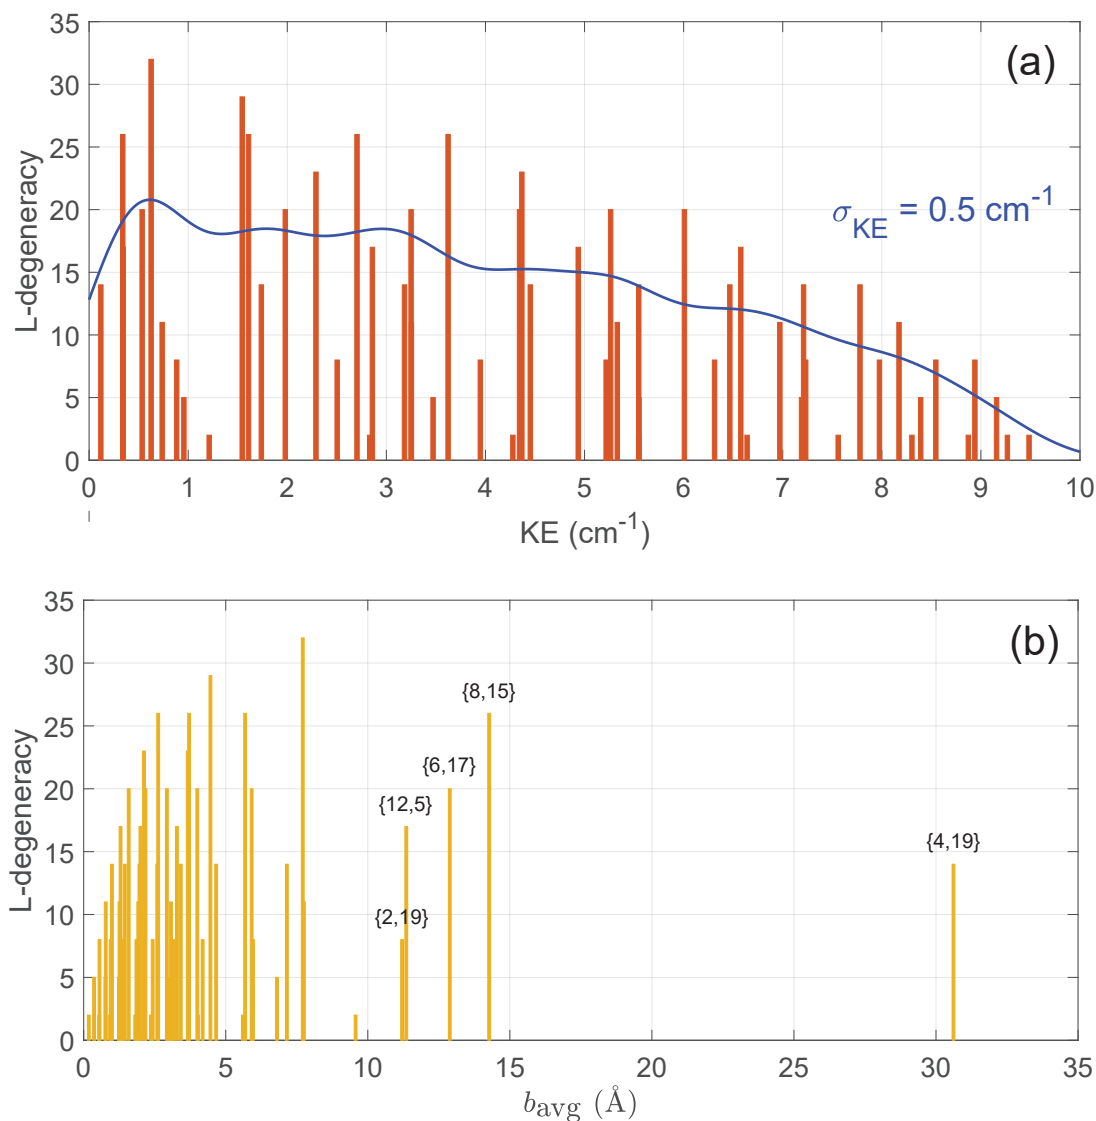 (a)
35
30
25
20
15
10
5
0
L-degeneracy
σKE = 0.5 cm-1
0 1 2 3 4 5 6 7 8 9 10
KE (cm-1)
(b)
35
30
25
20
15
10
5
0
L-degeneracy
{8,15}
{6,17}
{12,5}
{4,19}
{2,19}
0 5 10 15 20 25 30 35
bavg (Å)